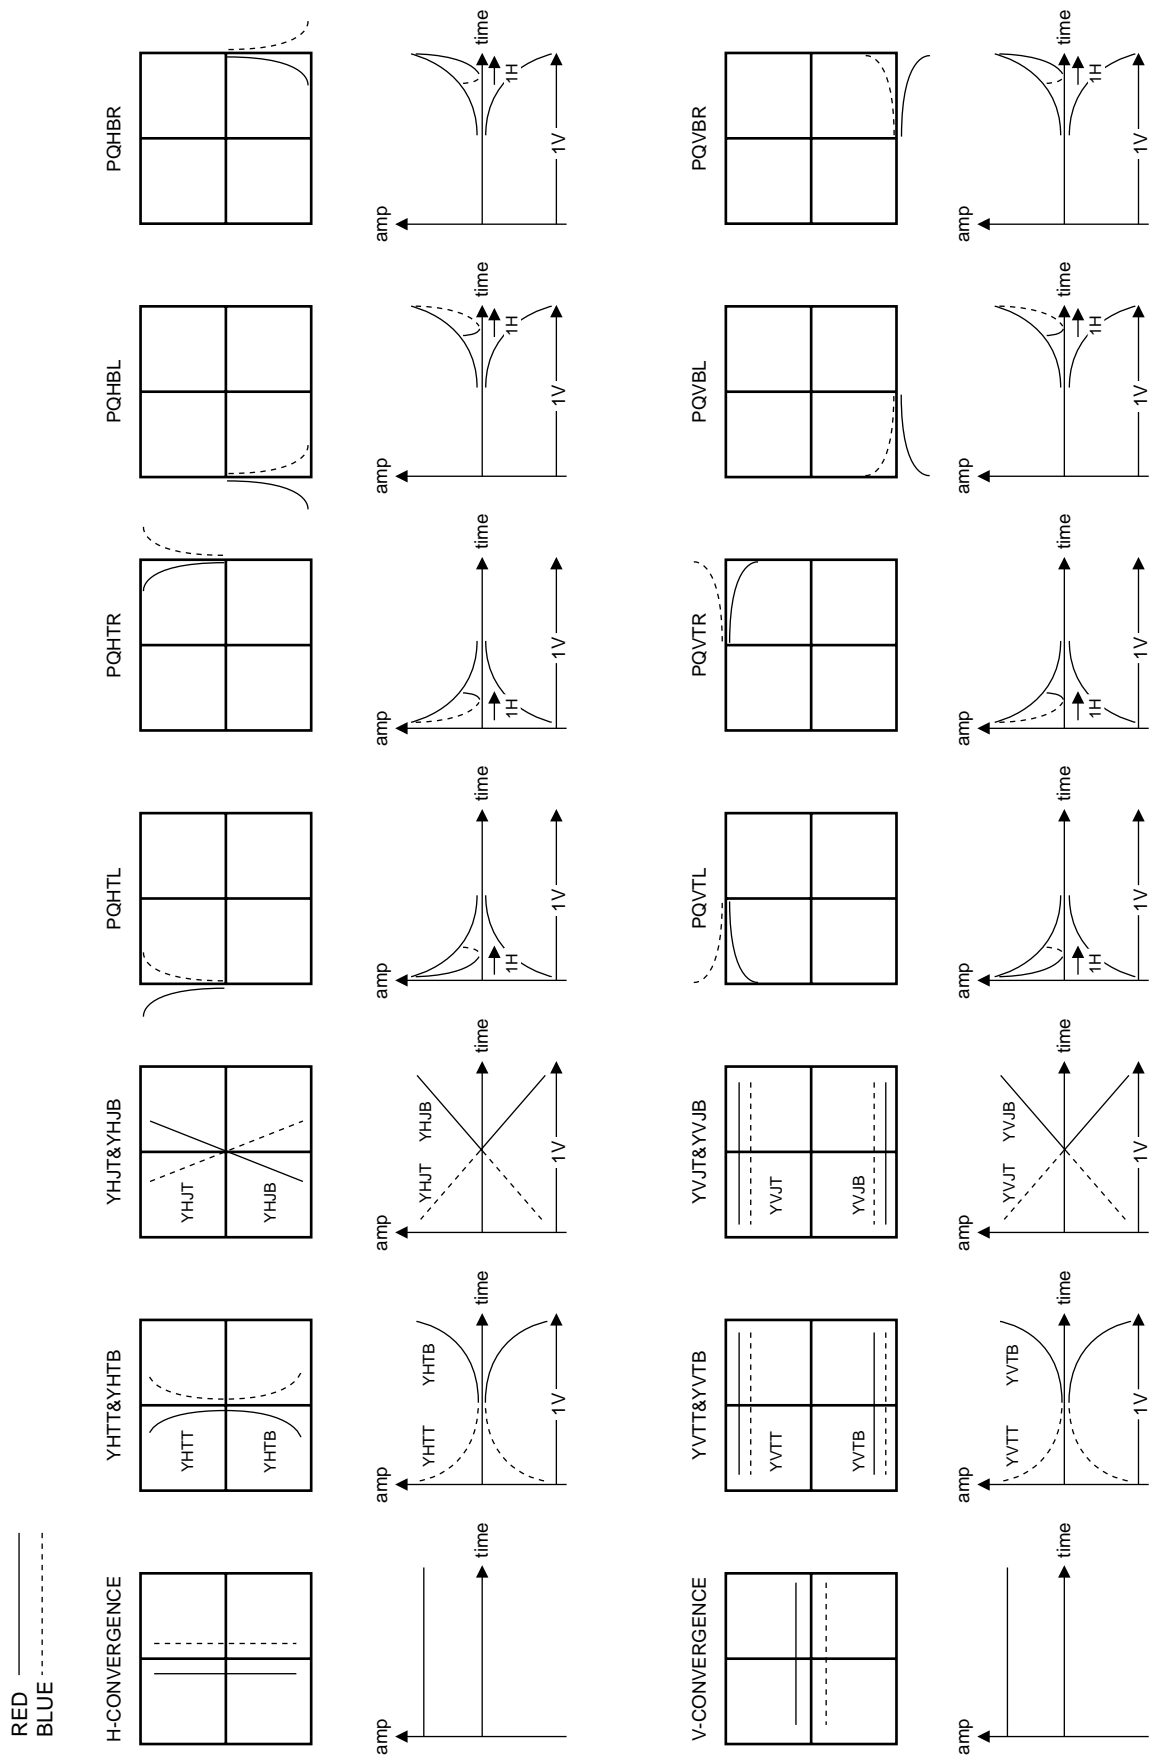 RED
BLUE
H-CONVERGENCE
YHTT&YHTB
YHJT&YHJB
PQHTL
PQHTR
PQHBL
PQHBR
YHTT
YHTB
YHJT
YHJB
amp
time
amp
YHTT
YHTB
time
1V
amp
YHJT
YHJB
time
1V
amp
time
1H
1V
amp
time
1H
1V
amp
time
1H
1V
amp
time
1H
1V
V-CONVERGENCE
YVTT&YVTB
YVJT&YVJB
PQVTL
PQVTR
PQVBL
PQVBR
YVTT
YVTB
YVJT
YVJB
amp
time
amp
YVTT
YVTB
time
1V
amp
YVJT
YVJB
time
1V
amp
time
1H
1V
amp
time
1H
1V
amp
time
1H
1V
amp
time
1H
1V